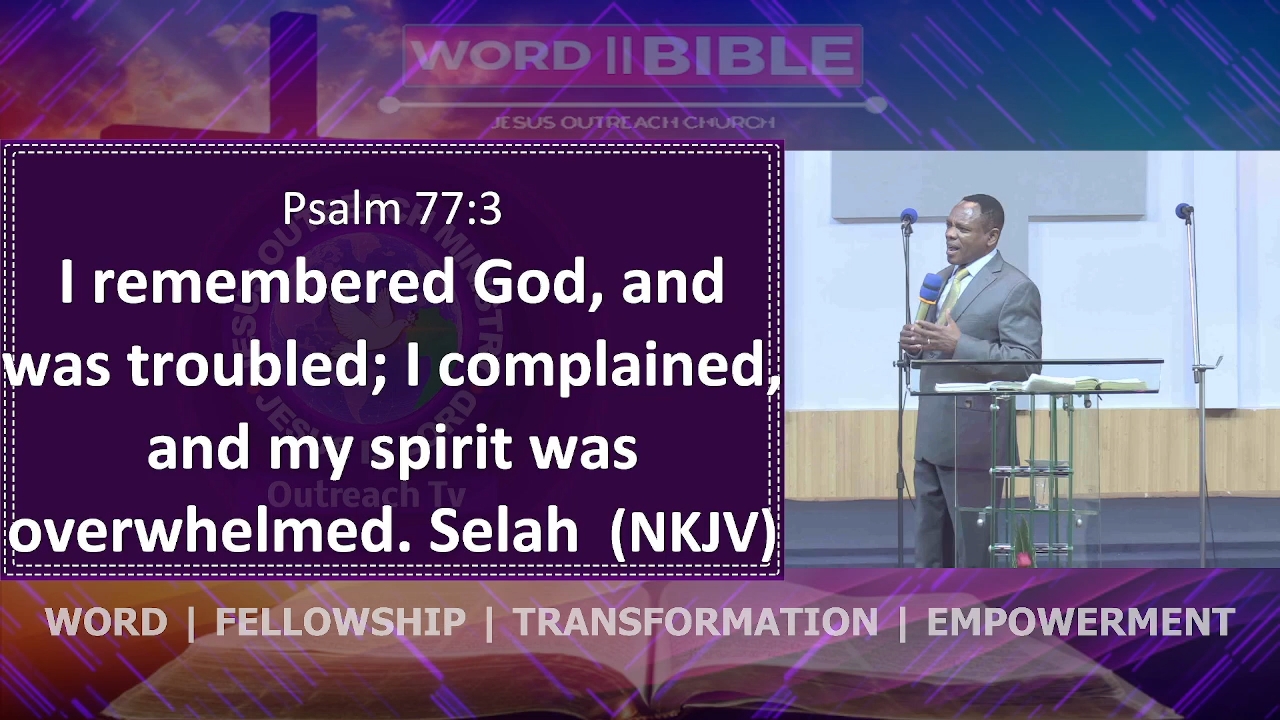 WORD || BIBLE
JESUS OUTREACH CHURCH
Psalm 77:3
I remembered God, and
was troubled; I complained,
and my spirit was
overwhelmed. Selah (NKJV)
Outreach Tv
WORD | FELLOWSHIP | TRANSFORMATION | EMPOWERMENT